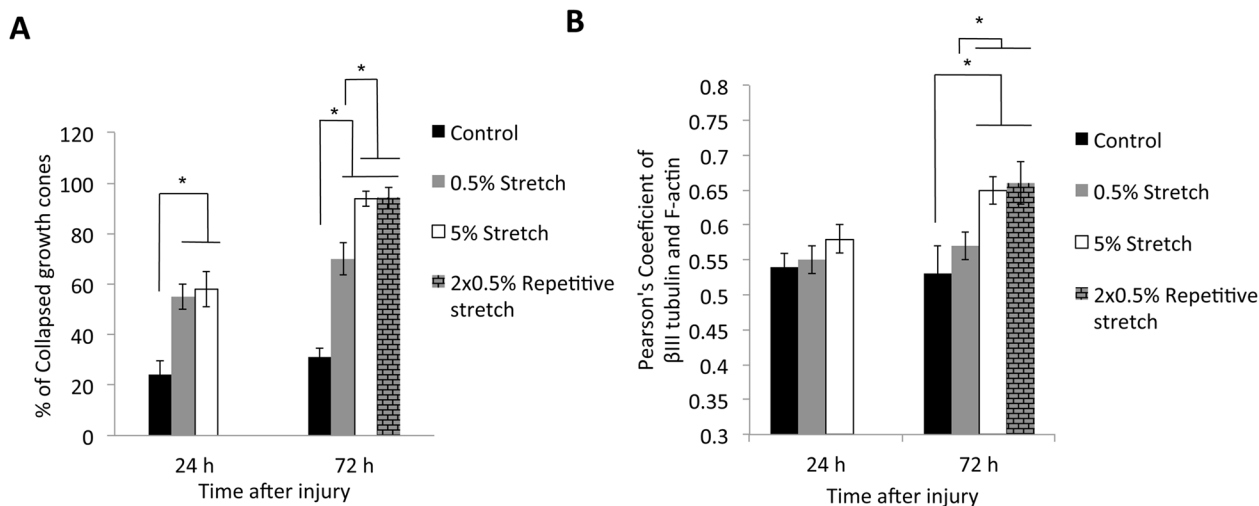 A
% of Collapsed growth cones
120
100
80
60
40
20
0
*
*
*
24 h
72 h
Time after injury
Control
0.5% Stretch
5% Stretch
2x0.5% Repetitive
stretch
B
Pearson's Coeeficient of
βIII tubulin and F-actin
0.8
0.75
0.7
0.65
0.6
0.55
0.5
0.45
0.4
0.35
0.3
*
*
24 h
72 h
Time after injury
Control
0.5% Stretch
5% Stretch
2x0.5% Repetitive
stretch